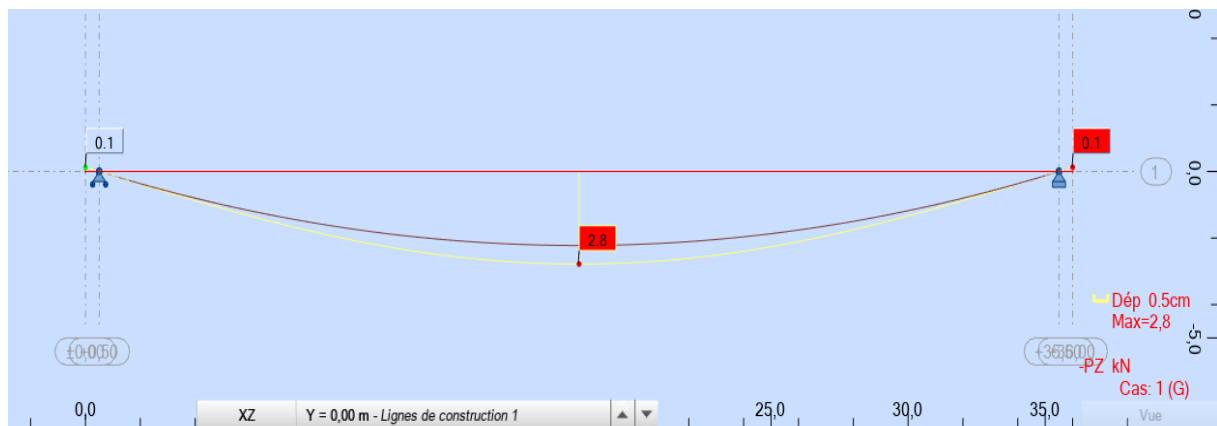 0
0.1
0.1
1
0,0
2.8
Dép 0.5cm
Max=2,8
-5,0
-PZ kN
Cas: 1 (G)
0,0
XZ
Y = 0,00 m - Lignes de construction 1
25,0
30,0
35,0
Vue